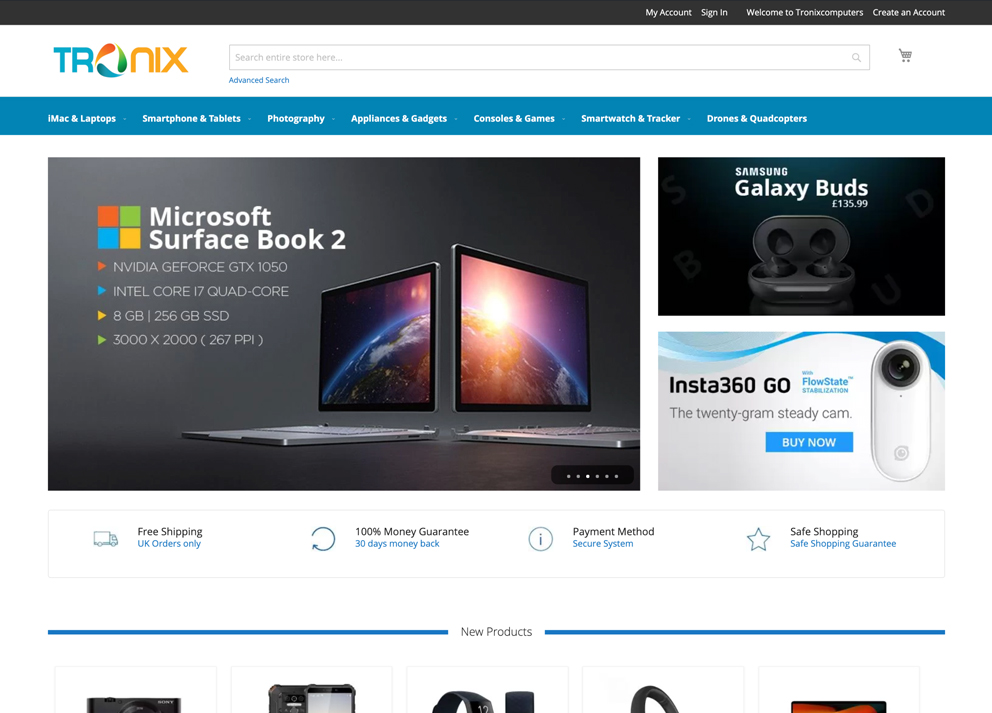 My Account Sign In Welcome to Tronixcomputers Create an Account
TRONIX
Search entire store here...
Advanced Search
iMac & Laptops Smartphone & Tablets Photography Appliances & Gadgets Consoles & Games Smartwatch & Tracker Drones & Quadcopters
Microsoft
Surface Book 2
NVIDIA GEFORCE GTX 1050
INTEL CORE I7 QUAD-CORE
8 GB | 256 GB SSD
3000 X 2000 ( 267 PPI )
SAMSUNG
Galaxy Buds
£135.99
S
D
B
U
Insta360 GO
With
FlowState™
STABILIZATION
The twenty-gram steady cam.
BUY NOW
Free Shipping
UK Orders only
100% Money Guarantee
30 days money back
Payment Method
Secure System
Safe Shopping
Safe Shopping Guarantee
New Products
SONY
12